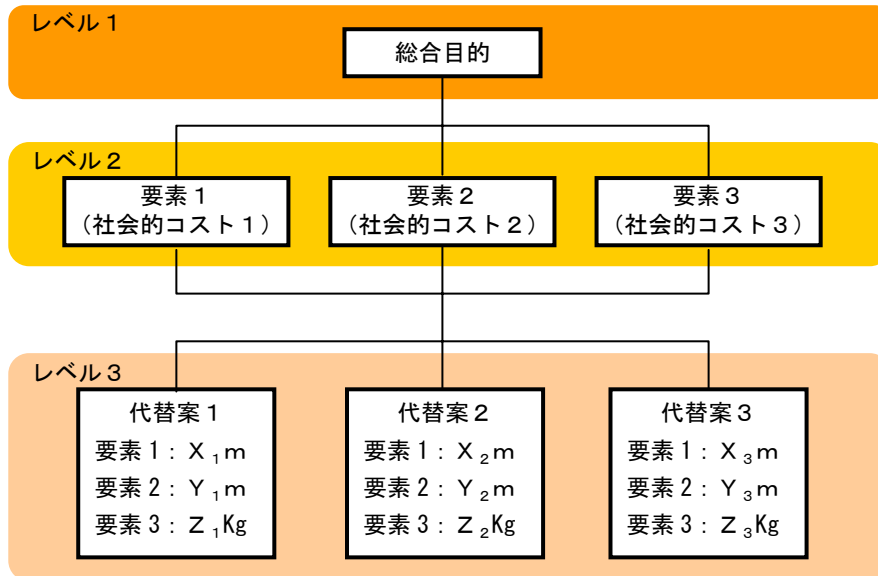 レベル１
総合目的
レベル２
要素１
（社会的コスト１）
要素２
（社会的コスト２）
要素３
（社会的コスト３）
レベル３
代替案１
要素１：Ｘ₁ｍ
要素２：Ｙ₁ｍ
要素３：Ｚ₁Kg
代替案２
要素１：Ｘ₂ｍ
要素２：Ｙ₂ｍ
要素３：Ｚ₂Kg
代替案３
要素１：Ｘ₃ｍ
要素２：Ｙ₃ｍ
要素３：Ｚ₃Kg